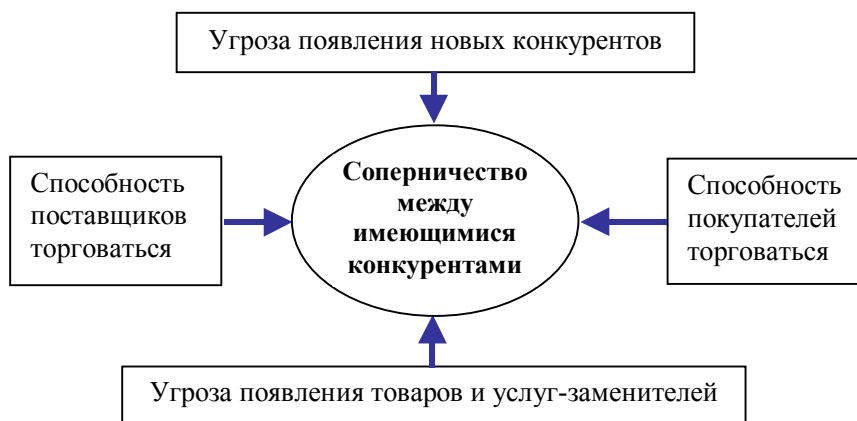 Угроза появления новых конкурентов
Способность
поставщиков
торговаться
Соперничество
между
имеющимися
конкурентами
Способность
покупателей
торговаться
Угроза появления товаров и услуг-заменителей